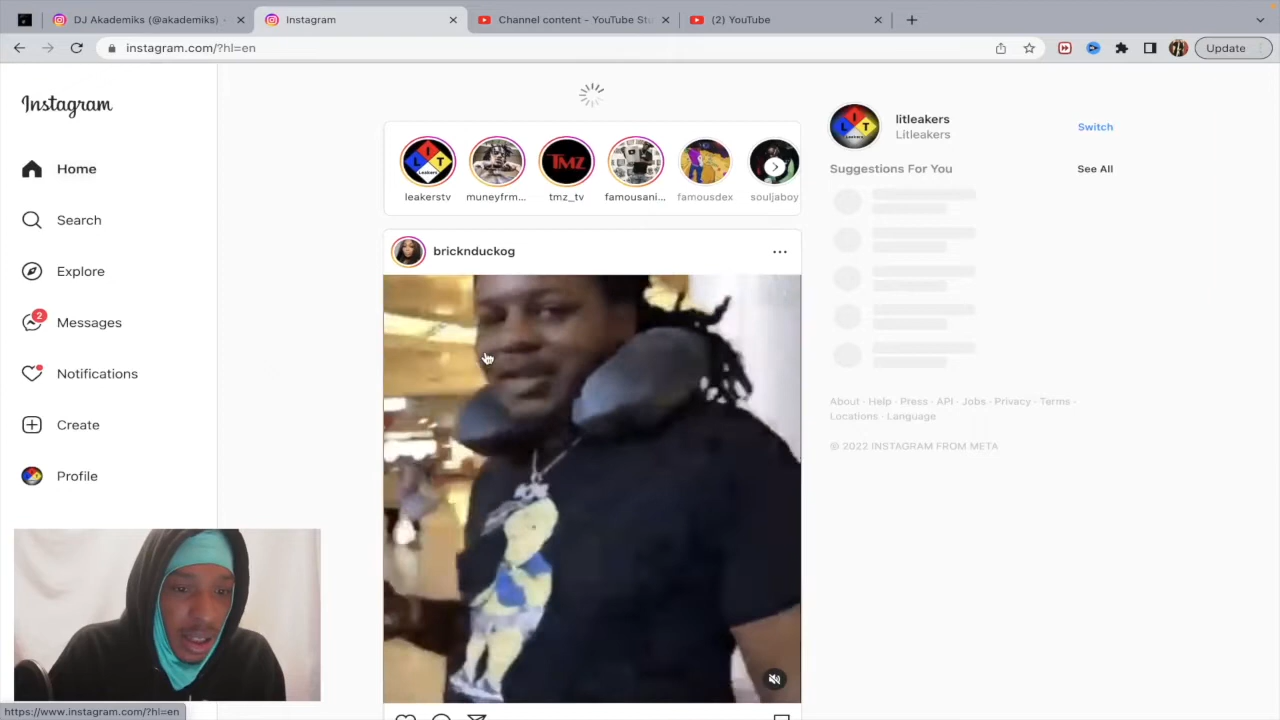 DJ Akademiks (@akademiks) ·
Instagram
Channel content - YouTube Stu
(2) YouTube
instagram.com/?hl=en
Update
Instagram
Home
Search
Explore
2
Messages
Notifications
Create
Profile
leakerstv
muneyfrm...
tmz_tv
famousani...
famousdex
souljaboy
TMZ
LIT
bricknduckog
litleakers
Litleakers
Switch
Suggestions For You
See All
About · Help · Press · API · Jobs · Privacy · Terms ·
Locations · Language
© 2022 INSTAGRAM FROM META
https://www.instagram.com/?hl=en